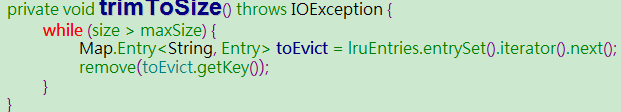 private void trimToSize() throws IOException {
while (size > maxSize) {
Map.Entry<String, Entry> toEvict = lruEntries.entrySet().iterator().next();
remove(toEvict.getKey());
}
}